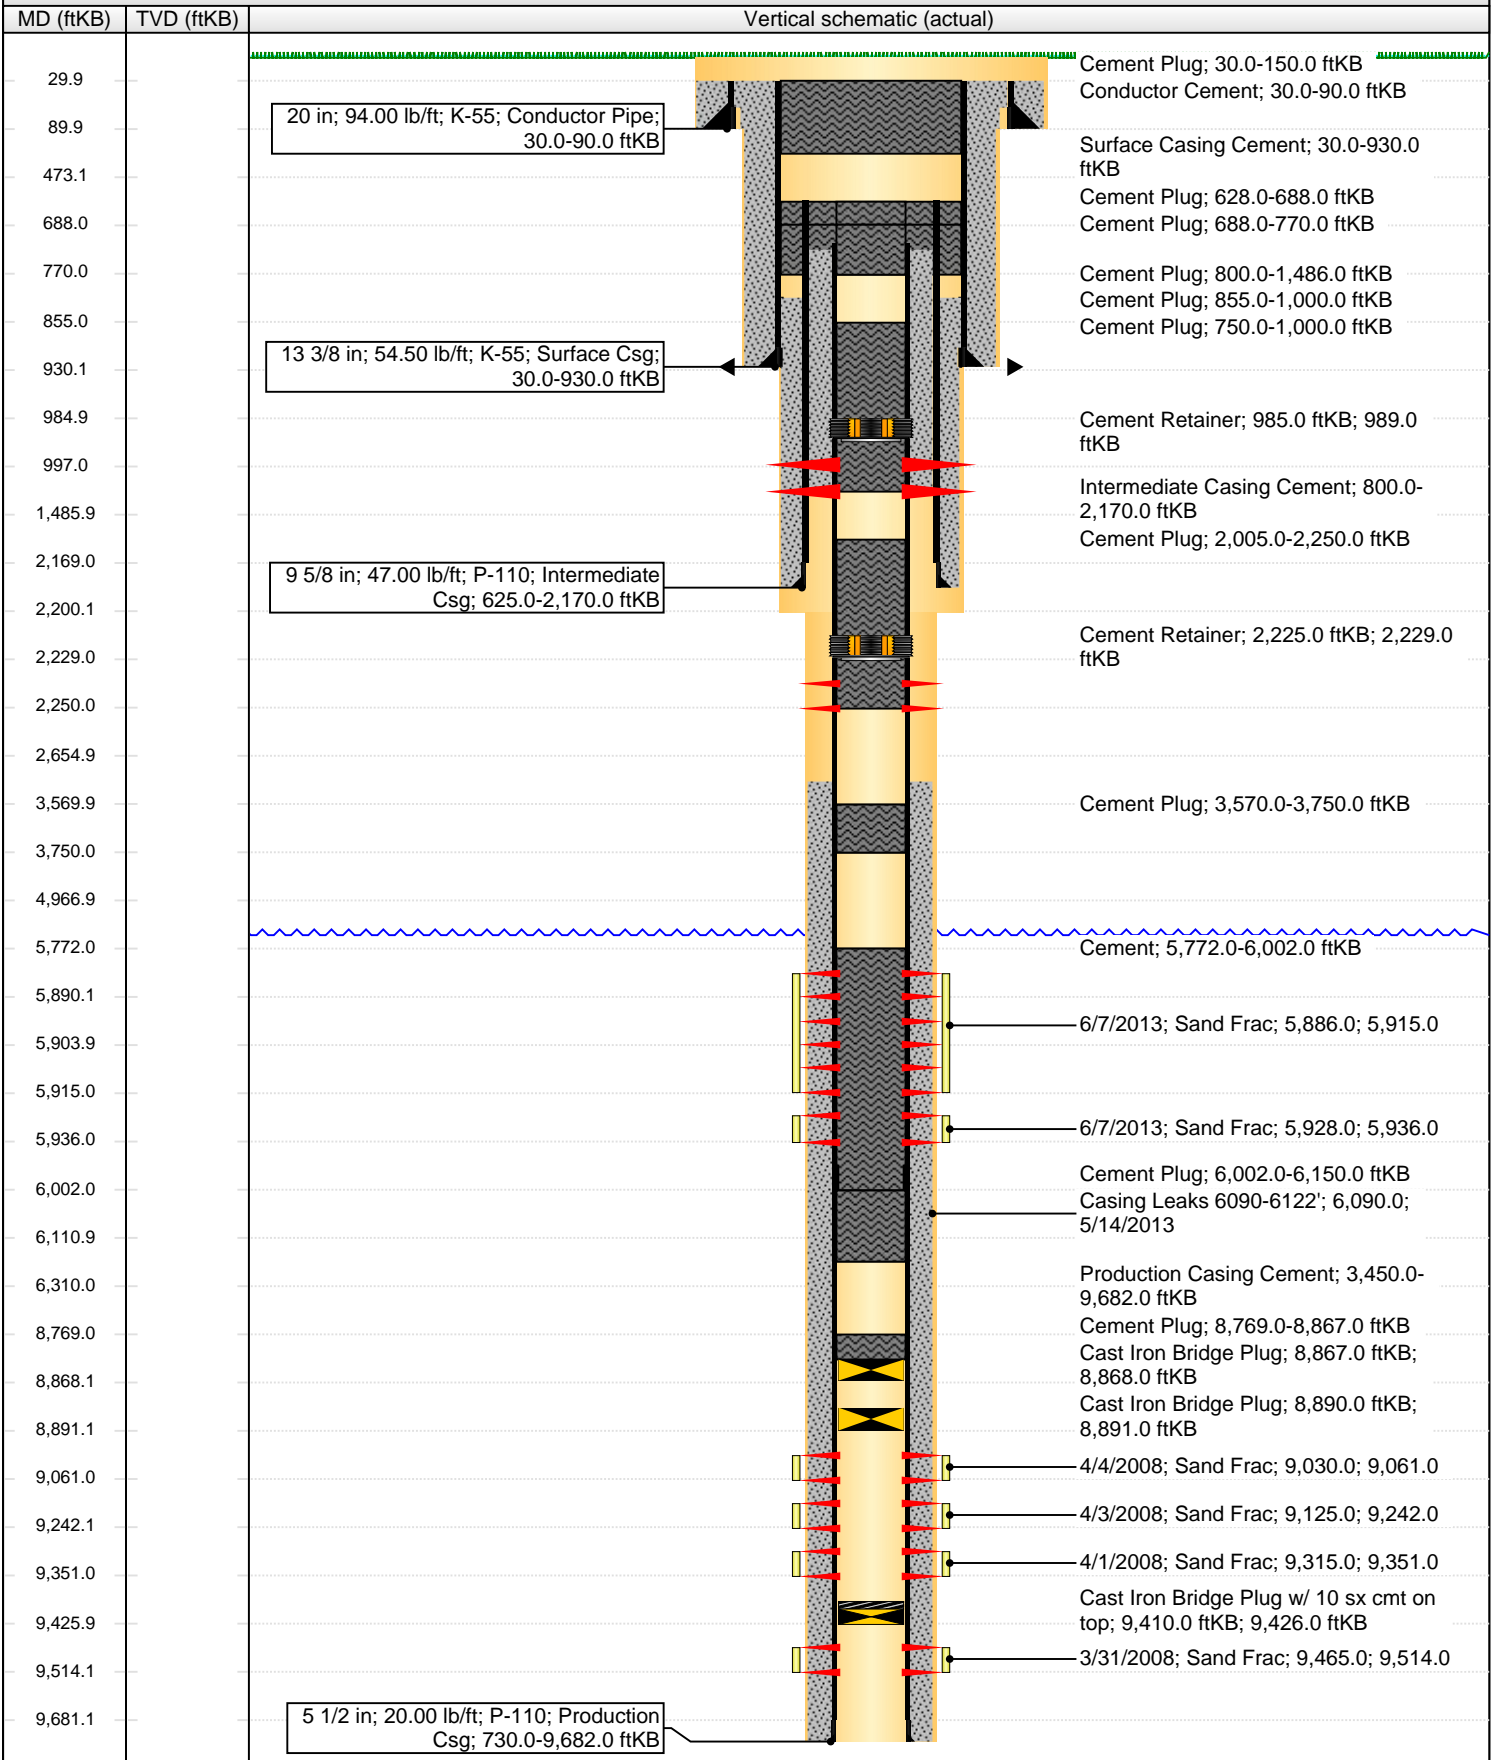 MD (ftKB) TVD (ftKB) Vertical schematic (actual)
29.9
89.9
473.1
688.0
770.0
855.0
930.1
984.9
997.0
1,485.9
2,169.0
2,200.1
2,229.0
2,250.0
2,654.9
3,569.9
3,750.0
4,966.9
5,772.0
5,890.1
5,903.9
5,915.0
5,936.0
6,002.0
6,110.9
6,310.0
8,769.0
8,868.1
8,891.1
9,061.0
9,242.1
9,351.0
9,425.9
9,514.1
9,681.1
20 in; 94.00 lb/ft; K-55; Conductor Pipe;
30.0-90.0 ftKB
13 3/8 in; 54.50 lb/ft; K-55; Surface Csg;
30.0-930.0 ftKB
9 5/8 in; 47.00 lb/ft; P-110; Intermediate
Csg; 625.0-2,170.0 ftKB
5 1/2 in; 20.00 lb/ft; P-110; Production
Csg; 730.0-9,682.0 ftKB
Cement Plug; 30.0-150.0 ftKB
Conductor Cement; 30.0-90.0 ftKB
Surface Casing Cement; 30.0-930.0
ftKB
Cement Plug; 628.0-688.0 ftKB
Cement Plug; 688.0-770.0 ftKB
Cement Plug; 800.0-1,486.0 ftKB
Cement Plug; 855.0-1,000.0 ftKB
Cement Plug; 750.0-1,000.0 ftKB
Cement Retainer; 985.0 ftKB; 989.0
ftKB
Intermediate Casing Cement; 800.0-
2,170.0 ftKB
Cement Plug; 2,005.0-2,250.0 ftKB
Cement Retainer; 2,225.0 ftKB; 2,229.0
ftKB
Cement Plug; 3,570.0-3,750.0 ftKB
Cement; 5,772.0-6,002.0 ftKB
6/7/2013; Sand Frac; 5,886.0; 5,915.0
6/7/2013; Sand Frac; 5,928.0; 5,936.0
Cement Plug; 6,002.0-6,150.0 ftKB
Casing Leaks 6090-6122'; 6,090.0;
5/14/2013
Production Casing Cement; 3,450.0-
9,682.0 ftKB
Cement Plug; 8,769.0-8,867.0 ftKB
Cast Iron Bridge Plug; 8,867.0 ftKB;
8,868.0 ftKB
Cast Iron Bridge Plug; 8,890.0 ftKB;
8,891.0 ftKB
4/4/2008; Sand Frac; 9,030.0; 9,061.0
4/3/2008; Sand Frac; 9,125.0; 9,242.0
4/1/2008; Sand Frac; 9,315.0; 9,351.0
Cast Iron Bridge Plug w/ 10 sx cmt on
top; 9,410.0 ftKB; 9,426.0 ftKB
3/31/2008; Sand Frac; 9,465.0; 9,514.0